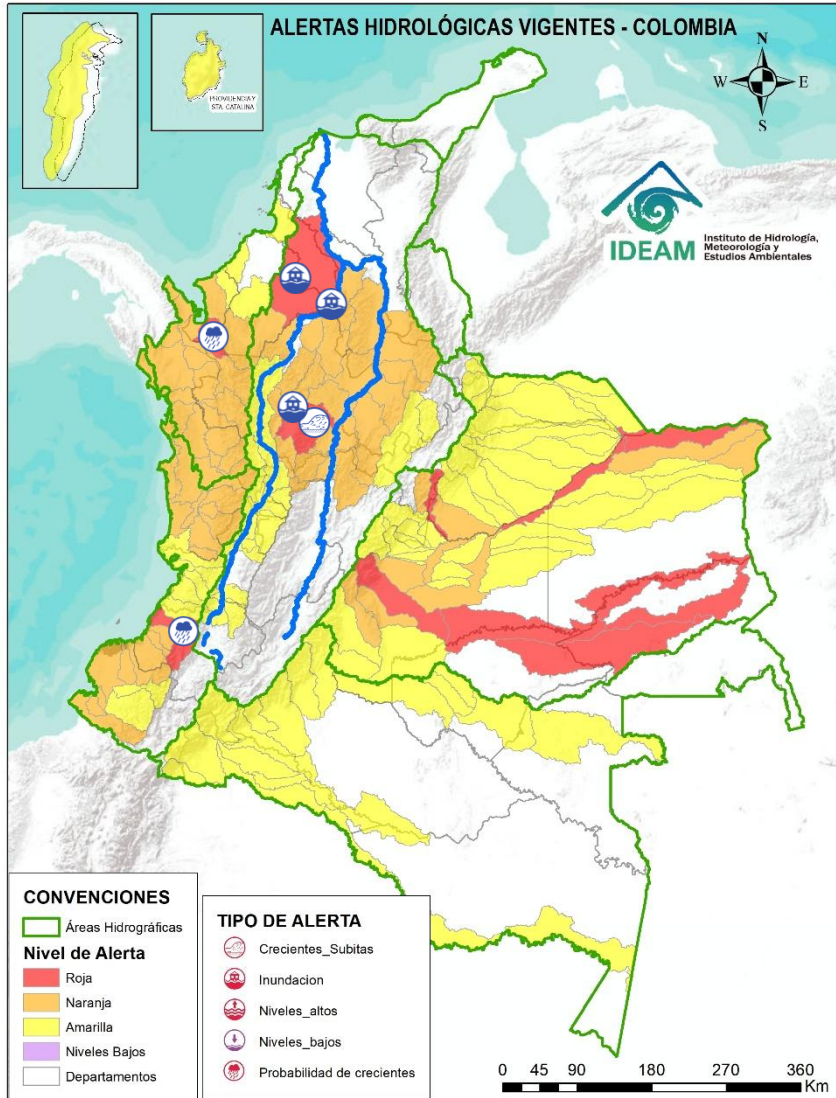 ALERTAS HIDROLÓGICAS VIGENTES - COLOMBIA
PROVIDENCIA Y
STA. CATALINA
N
W
E
S
IDEAM
Instituto de Hidrología,
Meteorología y
Estudios Ambientales
CONVENCIONES
Áreas Hidrográficas
Nivel de Alerta
Roja
Naranja
Amarilla
Niveles Bajos
Departamentos
TIPO DE ALERTA
Crecientes_Subitas
Inundacion
Niveles_altos
Niveles_bajos
Probabilidad de crecientes
0 45 90 180 270 360
Km